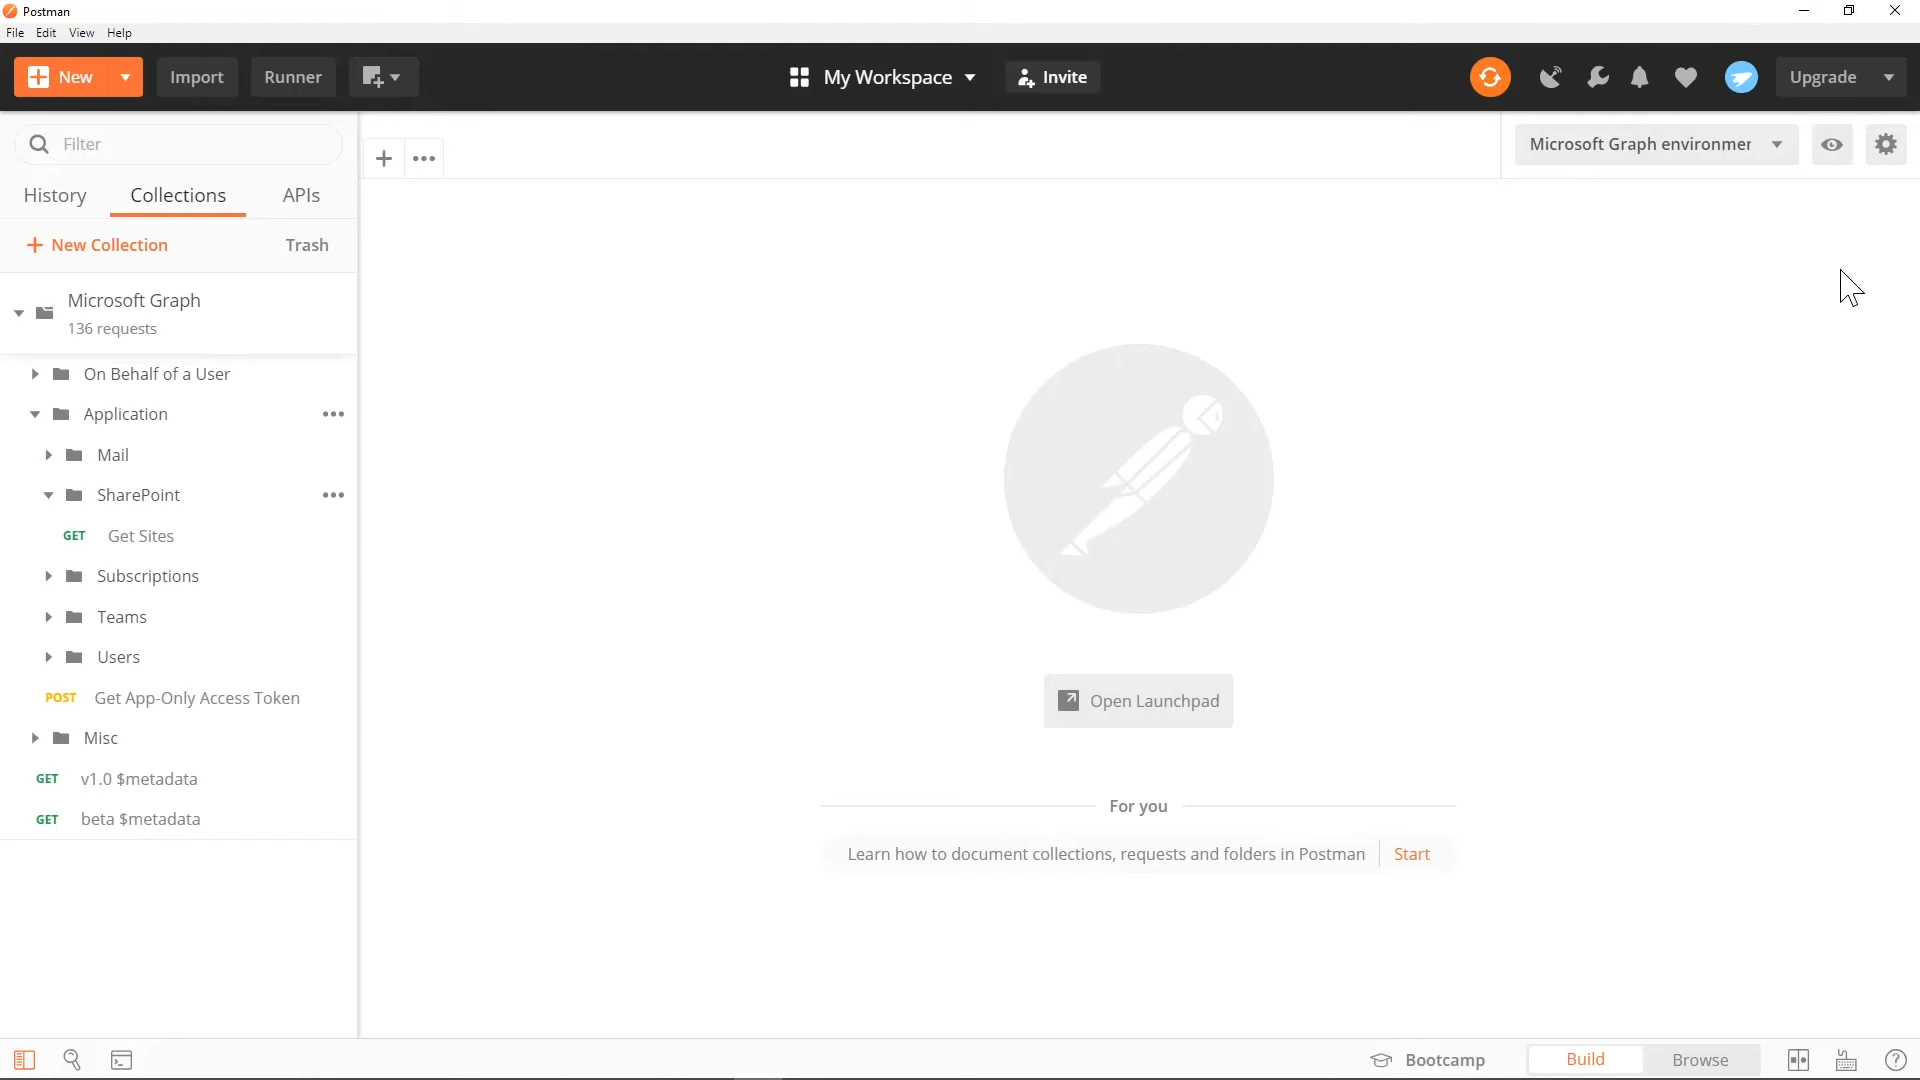 Postman
File Edit View Help
New Import Runner My Workspace Invite Upgrade
Filter
Microsoft Graph environmer
History Collections APIs
New Collection Trash
Microsoft Graph
136 requests
On Behalf of a User
Application
Mail
SharePoint
GET Get Sites
Subscriptions
Teams
Users
POST Get App-Only Access Token
Misc
GET v1.0 $metadata
GET beta $metadata
Open Launchpad
For you
Learn how to document collections, requests and folders in Postman Start
Bootcamp Build Browse